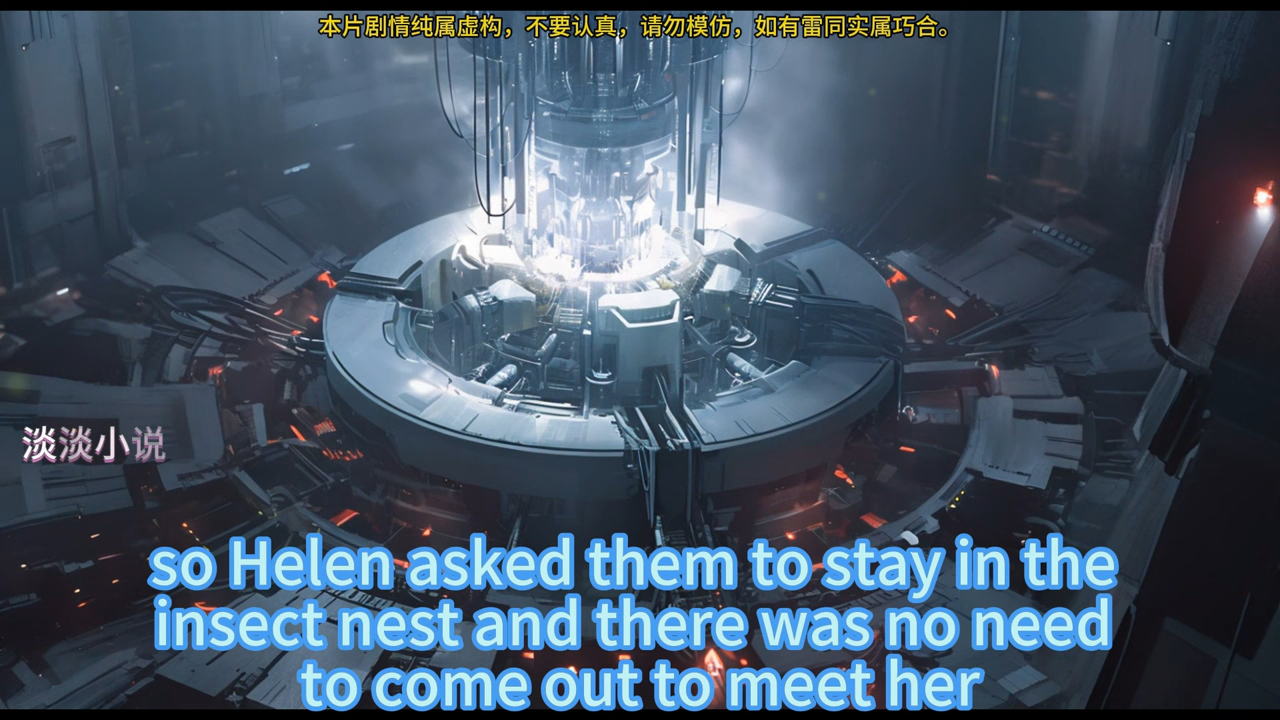 本片剧情纯属虚构，不要认真，请勿模仿，如有雷同实属巧合。
淡淡小说
so Helen asked them to stay in the
insect nest and there was no need
to come out to meet her